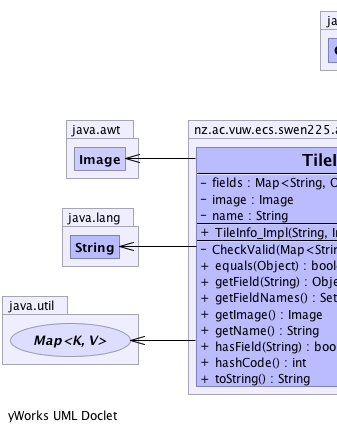 ja
java.awt
Image
nz.ac.vuw.ecs.swen225.a
TileI
− fields : Map<String, O
− image : Image
− name : String
+ TileInfo_Impl(String, I
− CheckValid(Map<Strin
+ equals(Object) : bool
+ getField(String) : Obje
+ getFieldNames() : Set
+ getImage() : Image
+ getName() : String
+ hasField(String) : boo
+ hashCode() : int
+ toString() : String
java.lang
String
java.util
Map<K, V>
yWorks UML Doclet